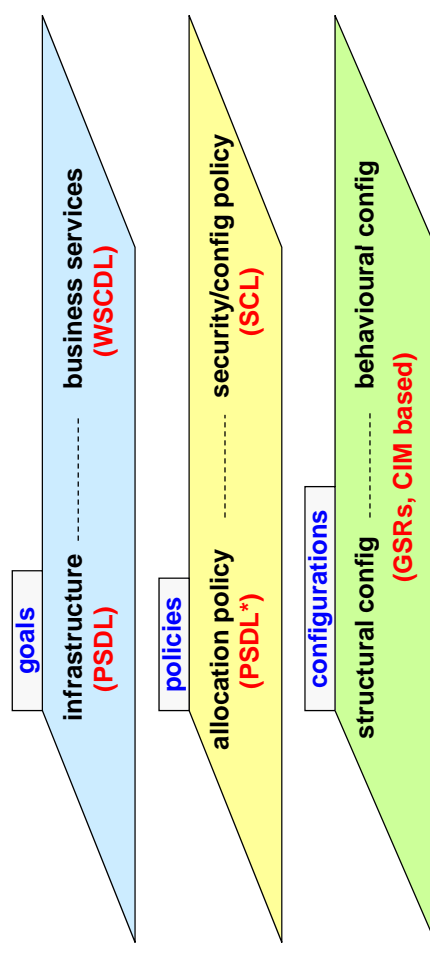 goals
infrastructure ---------- business services
(PSDL) (WSCDL)
policies
allocation policy ---------- security/config policy
(PSDL*) (SCL)
configurations
structural config ---------- behavioural config
(GSRs, CIM based)